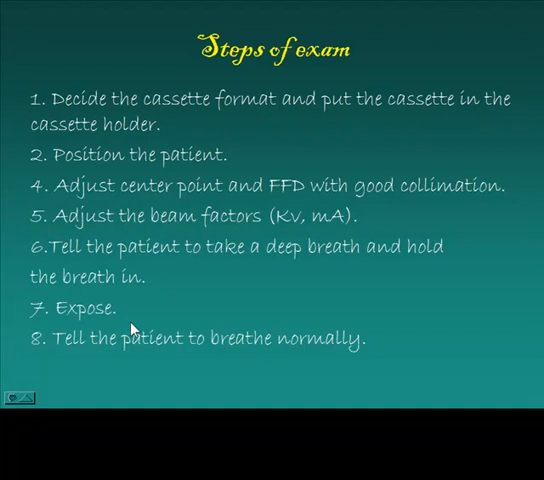 Steps of exam
1. Decide the cassette format and put the cassette in the
cassette holder.
2. Position the patient.
4. Adjust center point and FFD with good collimation.
5. Adjust the beam factors (Kv, mA).
6.Tell the patient to take a deep breath and hold
the breath in.
7. Expose.
8. Tell the patient to breathe normally.